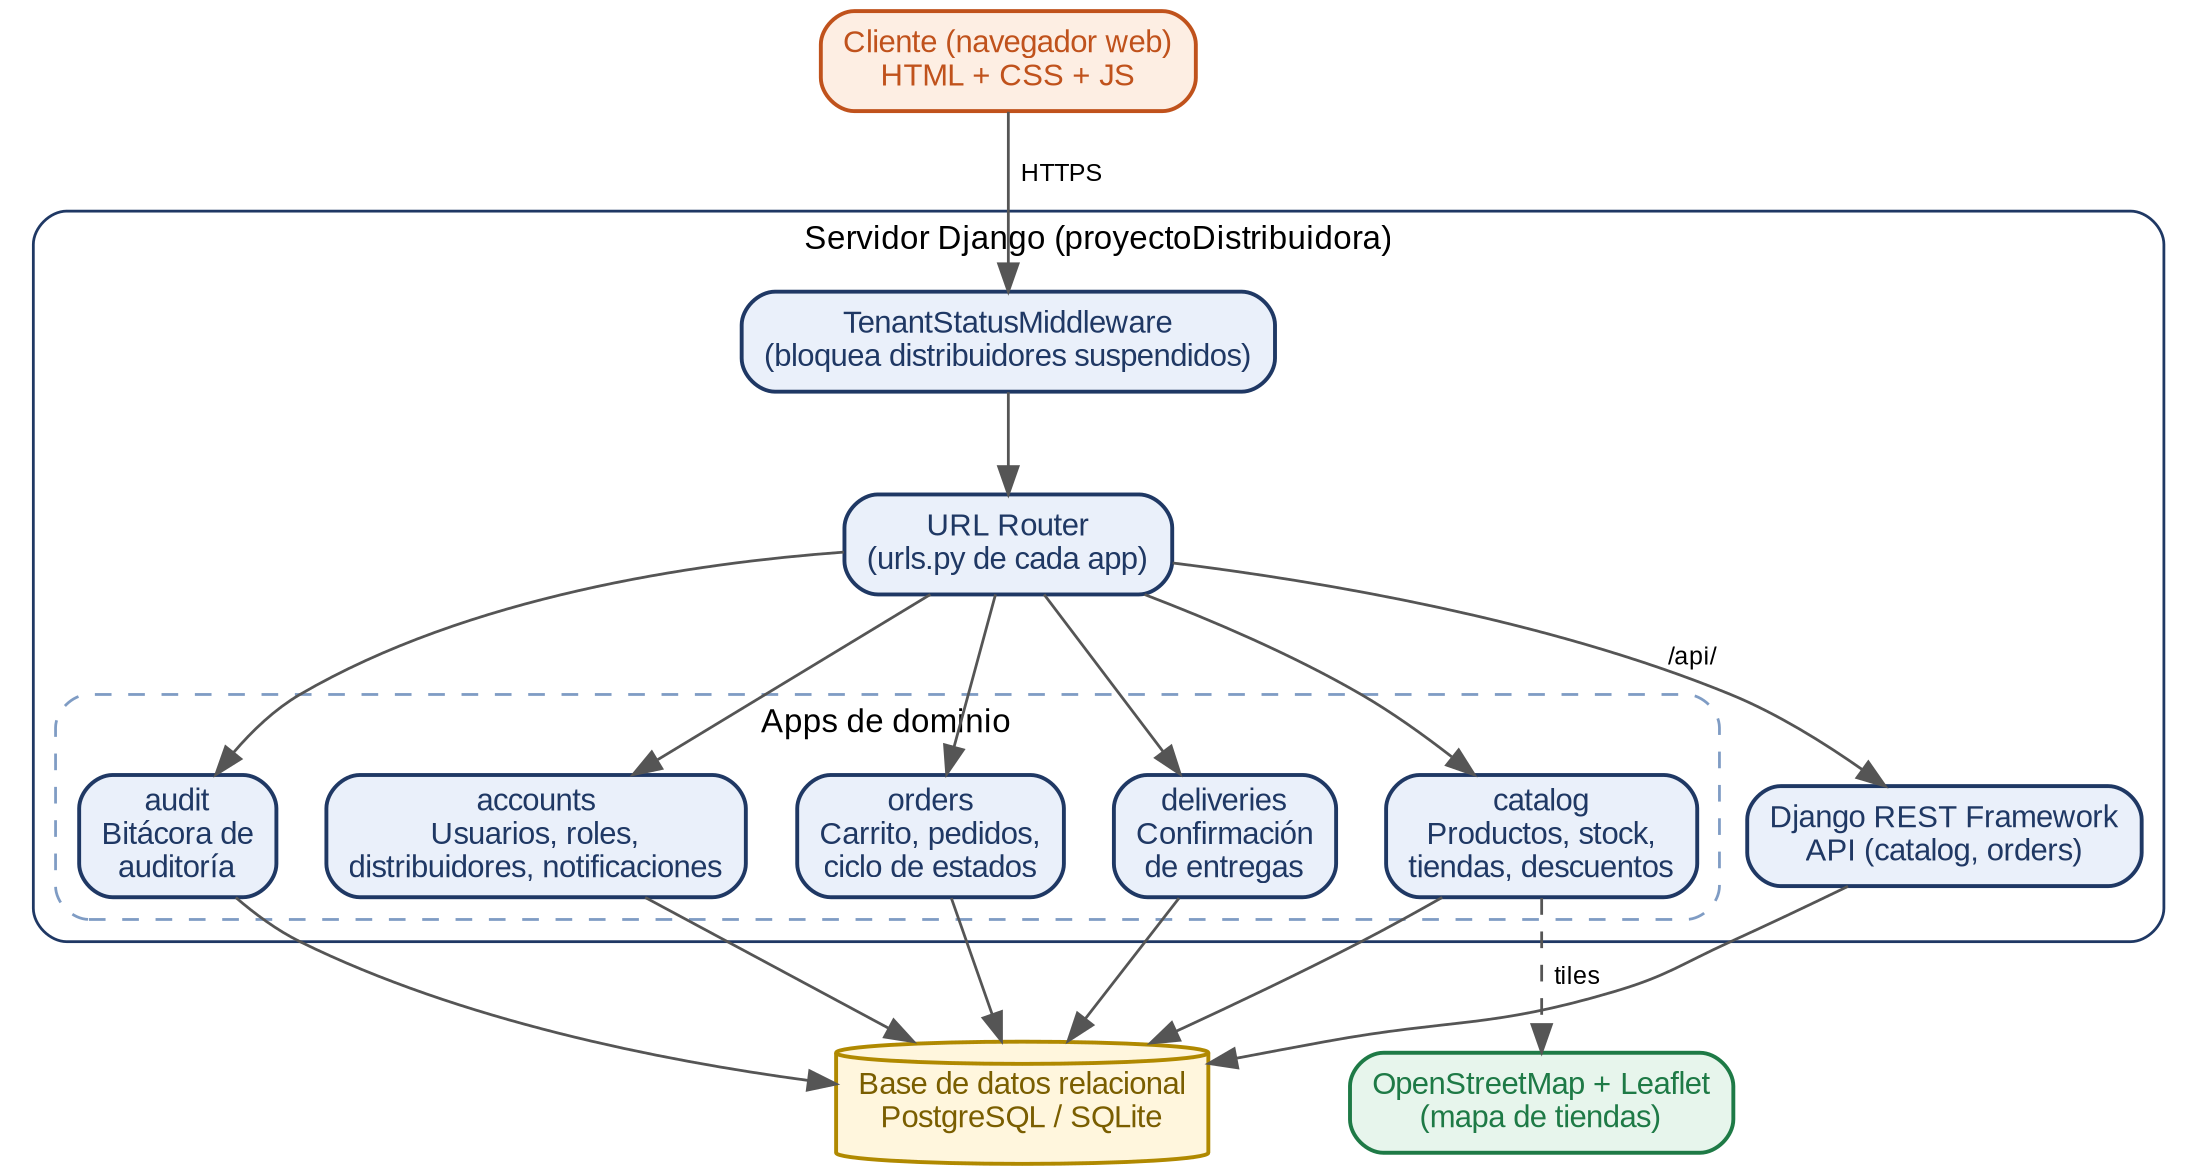 Cliente (navegador web)
HTML + CSS + JS
HTTPS
Servidor Django (proyectoDistribuidora)
TenantStatusMiddleware
(bloquea distribuidores suspendidos)
URL Router
(urls.py de cada app)
/api/
Apps de dominio
audit
Bitácora de
auditoría
accounts
Usuarios, roles,
distribuidores, notificaciones
orders
Carrito, pedidos,
ciclo de estados
deliveries
Confirmación
de entregas
catalog
Productos, stock,
tiendas, descuentos
Django REST Framework
API (catalog, orders)
tiles
Base de datos relacional
PostgreSQL / SQLite
OpenStreetMap + Leaflet
(mapa de tiendas)